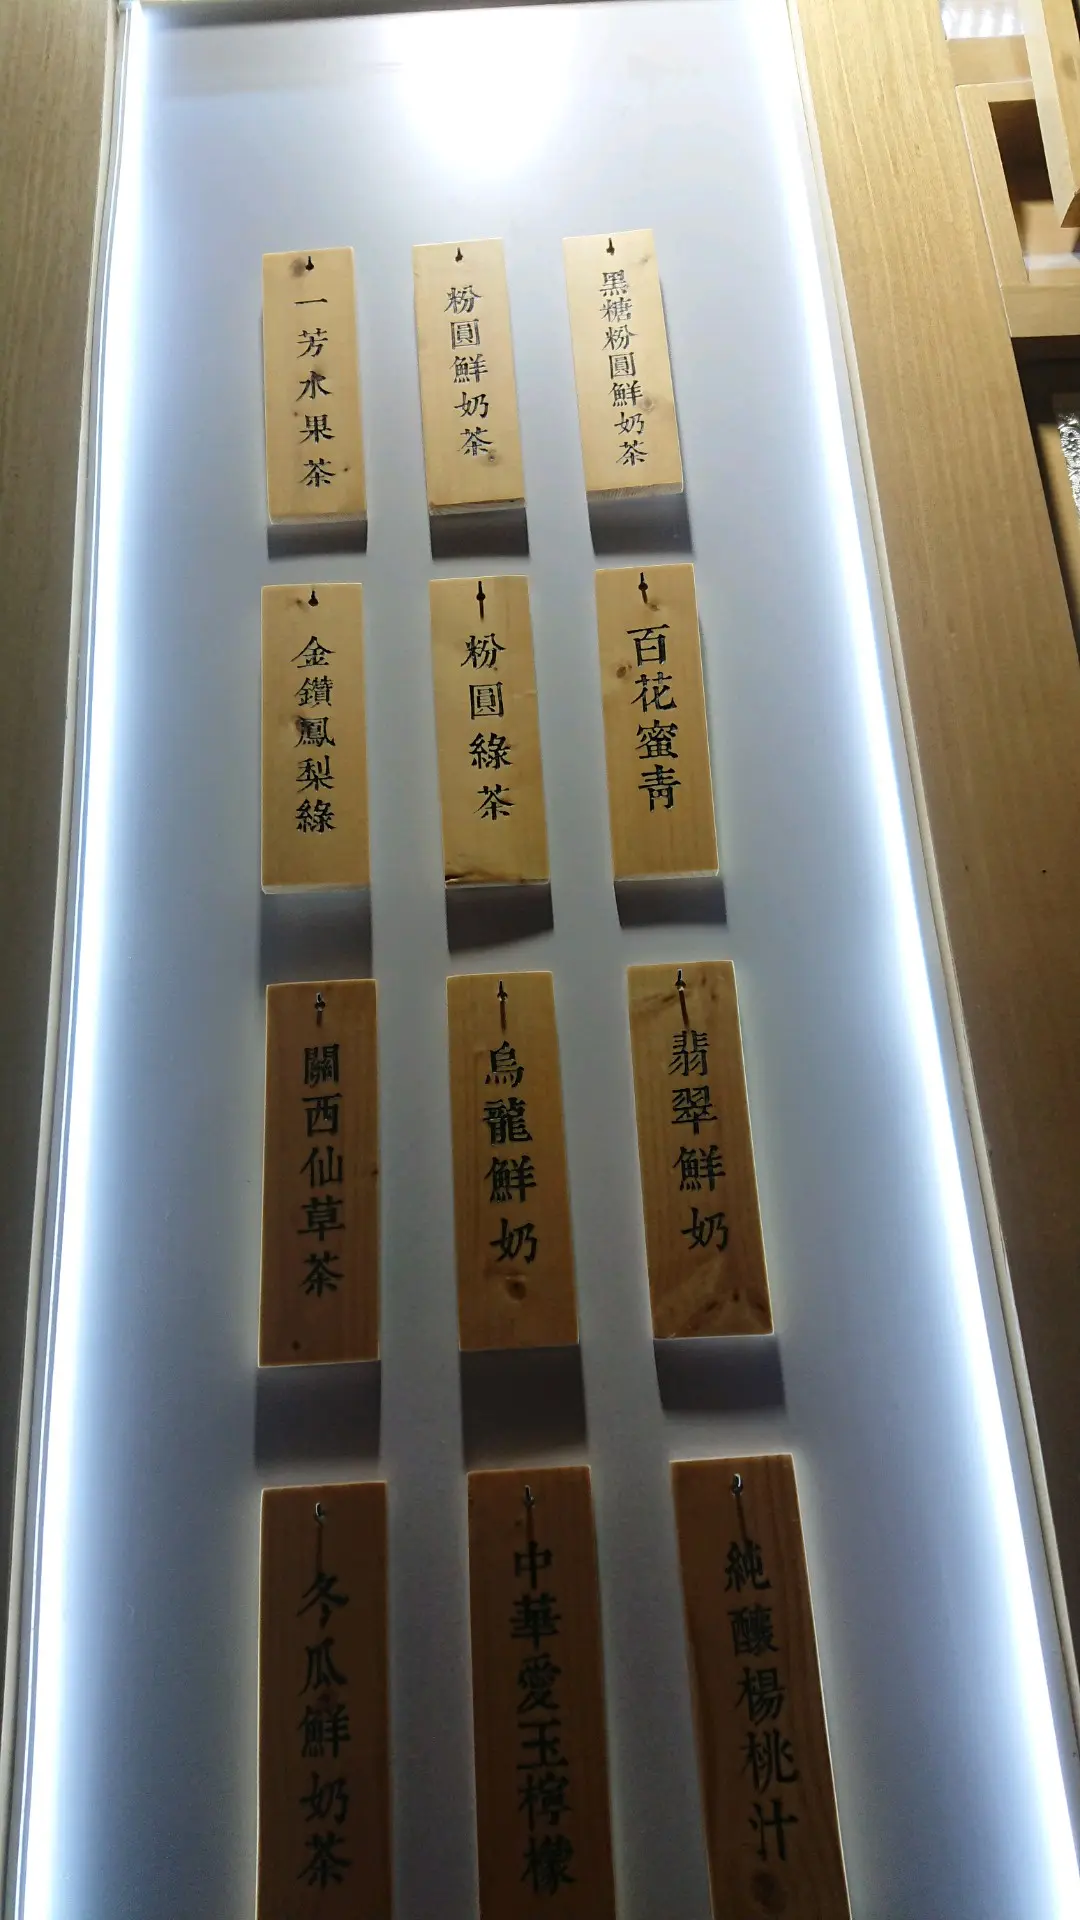 一芳水果茶
粉圓鮮奶茶
黑糖粉圓鮮奶茶
金鑽鳳梨綠
粉圓綠茶
百花蜜青
關西仙草茶
烏龍鮮奶
翡翠鮮奶
冬瓜鮮奶茶
中華愛玉檸檬
純釀楊桃汁